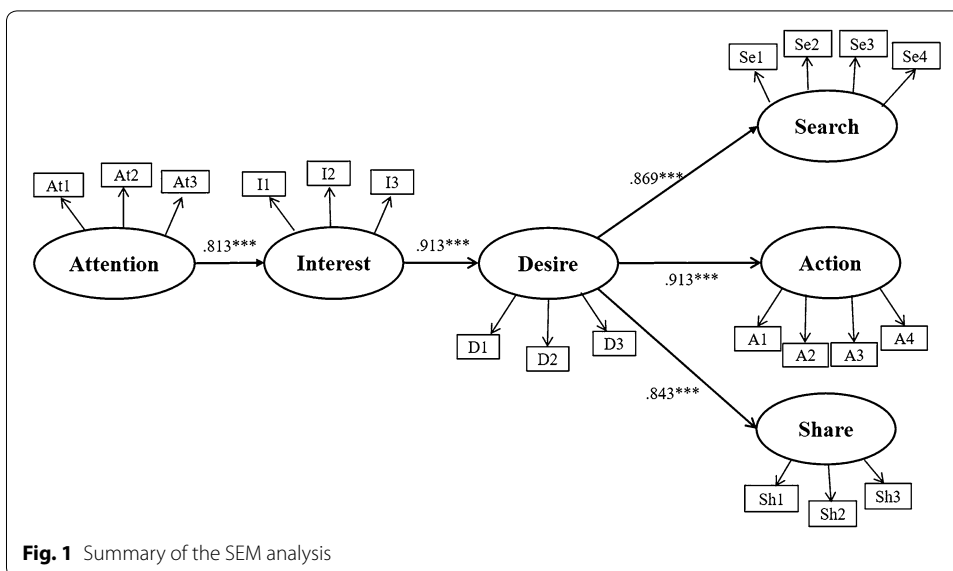 Se1
Se2
Se3
Se4
Search
At1
At2
At3
I1
I2
I3
.869***
.813***
.913***
Attention
Interest
Desire
Action
.913***
D1
D2
D3
A1
A2
A3
A4
.843***
Share
Sh1
Sh2
Sh3
Fig. 1 Summary of the SEM analysis